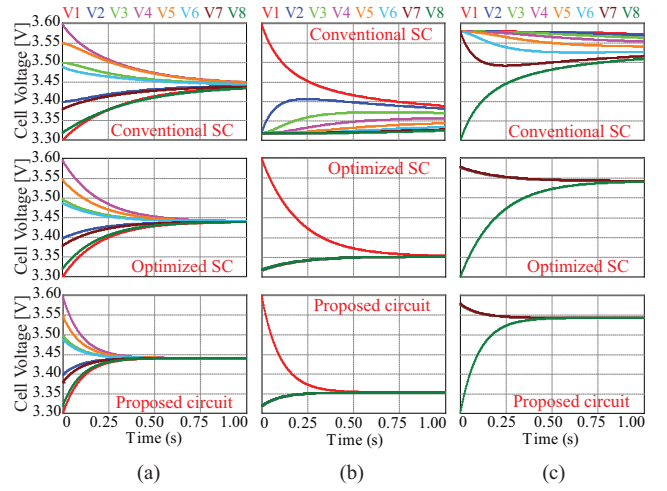 V1 V2 V3 V4 V5 V6 V7 V8 V1 V2 V3 V4 V5 V6 V7 V8 V1 V2 V3 V4 V5 V6 V7 V8
Cell Voltage [V]
3.60
3.55
3.50
3.45
3.40
3.35
3.30
Conventional SC
Conventional SC
Conventional SC
Cell Voltage [V]
3.60
3.55
3.50
3.45
3.40
3.35
3.30
Optimized SC
Optimized SC
Optimized SC
Cell Voltage [V]
3.60
3.55
3.50
3.45
3.40
3.35
3.30
Proposed circuit
Proposed circuit
Proposed circuit
0.00 0.25 0.50 0.75 1.00 0.00 0.25 0.50 0.75 1.00 0.00 0.25 0.50 0.75 1.00
Time (s) Time (s) Time (s)
(a) (b) (c)